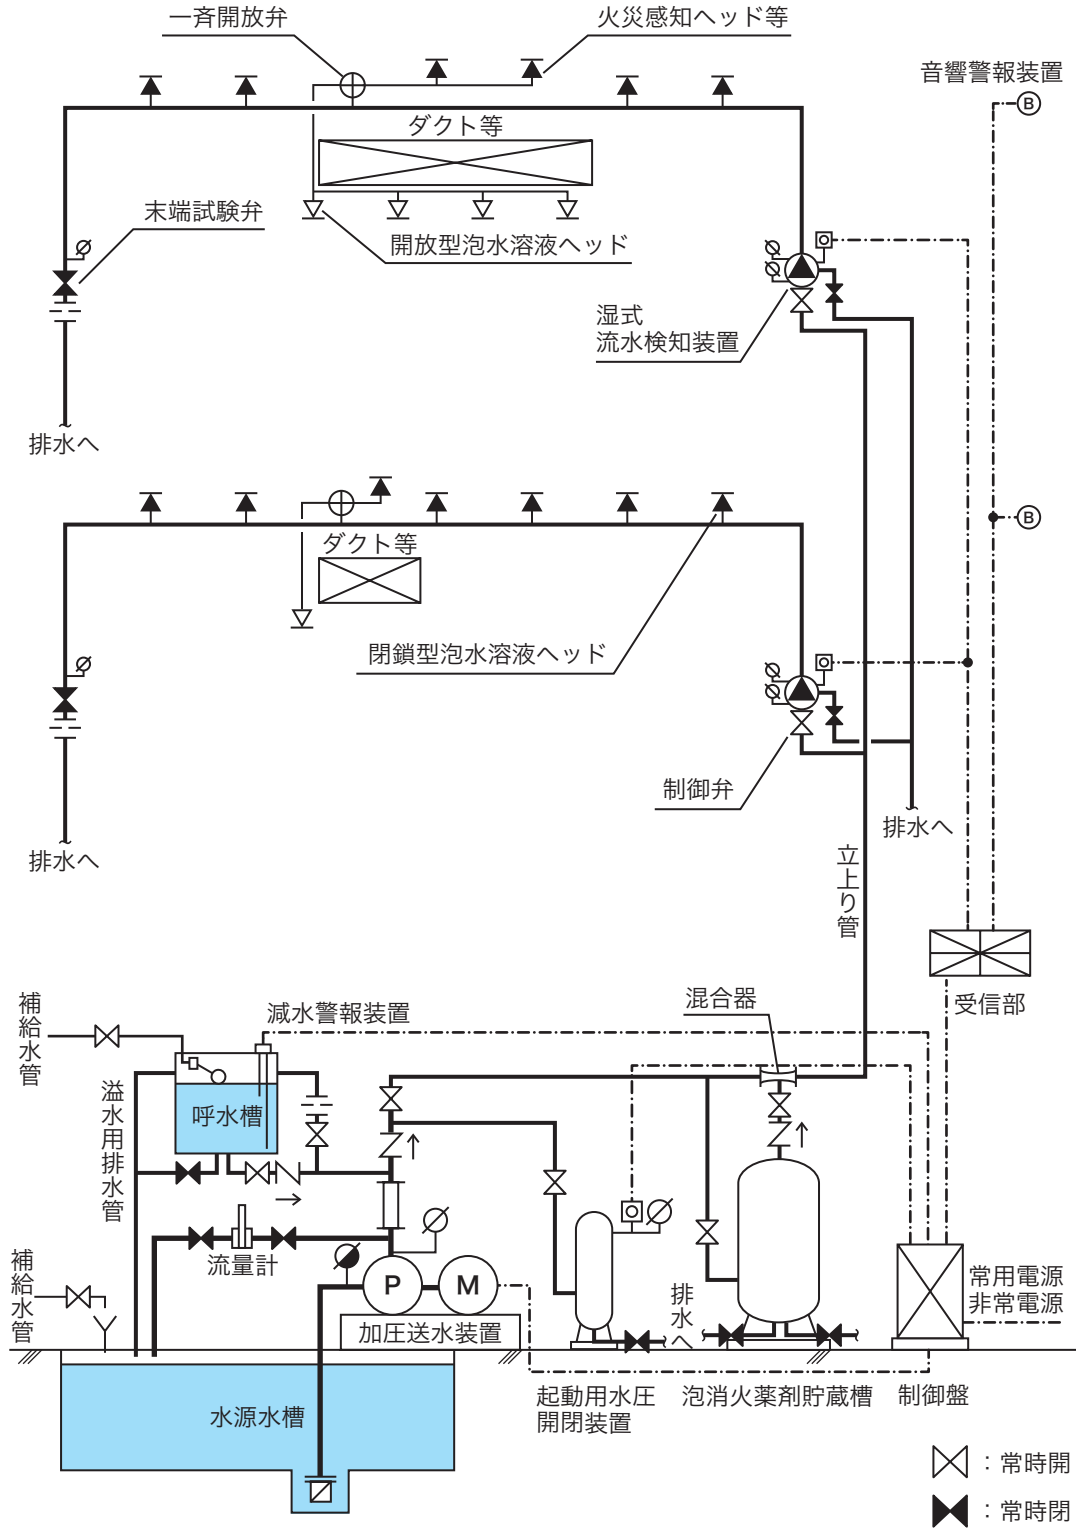 一斉開放弁
火災感知ヘッド等
音響警報装置
B
ダクト等
末端試験弁
開放型泡水溶液ヘッド
湿式
流水検知装置
排水へ
B
ダクト等
閉鎖型泡水溶液ヘッド
制御弁
排水へ
排水へ
立上り管
受信部
補給水管
減水警報装置
混合器
溢水用排水管
呼水槽
流量計
補給水管
P
M
加圧送水装置
排水へ
常用電源
非常電源
水源水槽
起動用水圧
開閉装置
泡消火薬剤貯蔵槽
制御盤
：常時開
：常時閉